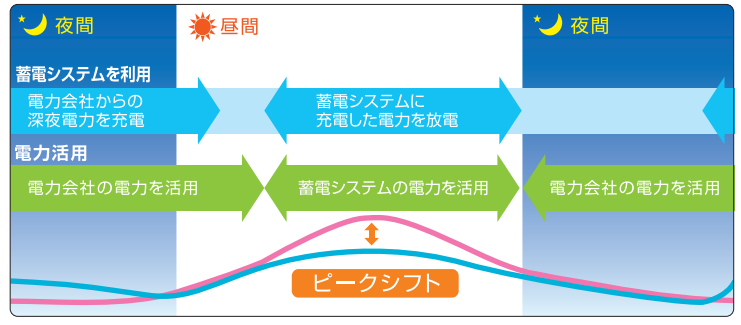 夜間
昼間
夜間
蓄電システムを利用
電力会社からの
深夜電力を充電
蓄電システムに
充電した電力を放電
電力活用
電力会社の電力を活用
蓄電システムの電力を活用
電力会社の電力を活用
ピークシフト